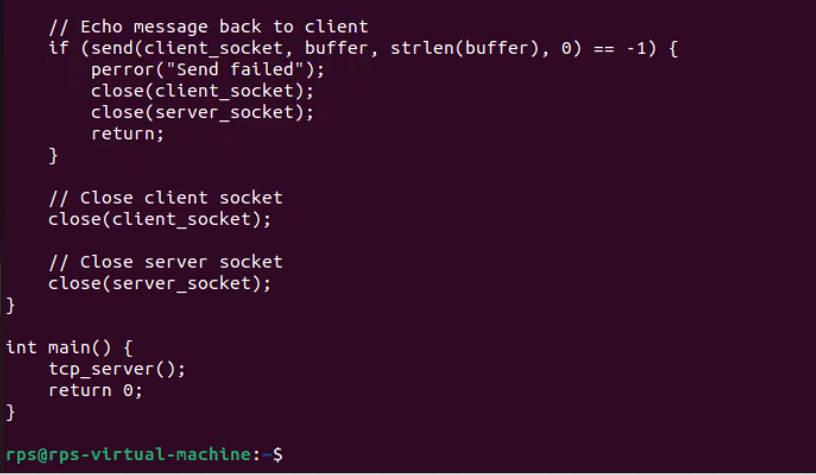 // Echo message back to client
    if (send(client_socket, buffer, strlen(buffer), 0) == -1) {
        perror("Send failed");
        close(client_socket);
        close(server_socket);
        return;
    }

    // Close client socket
    close(client_socket);

    // Close server socket
    close(server_socket);
}

int main() {
    tcp_server();
    return 0;
}

rps@rps-virtual-machine:~$